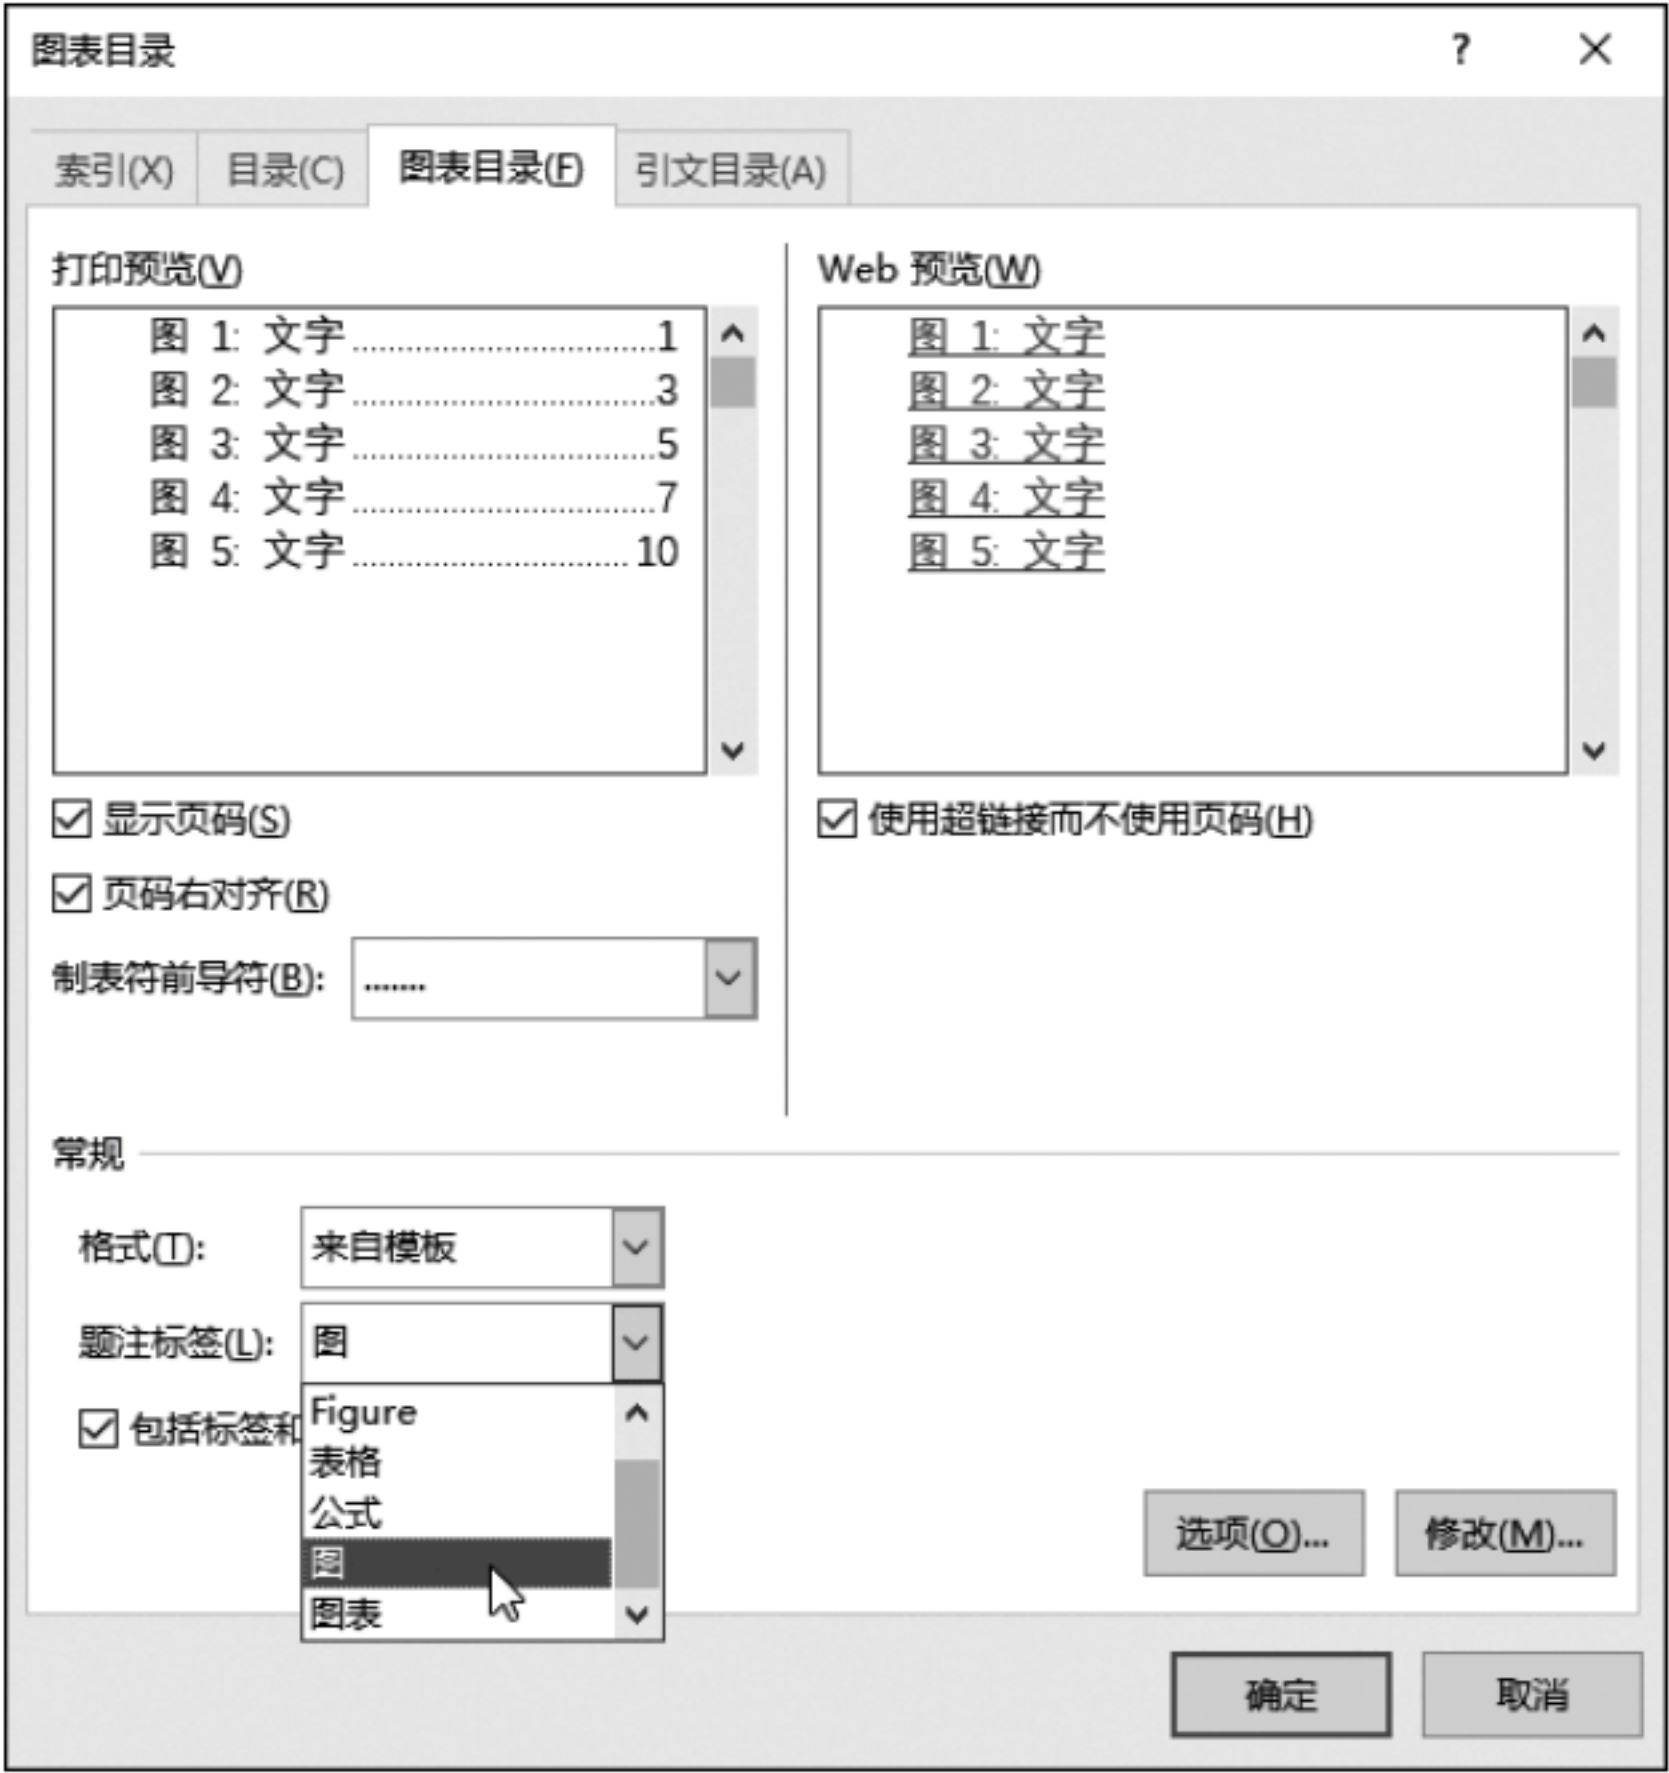 图表目录 ?
索引(X) 目录(C) 图表目录(F) 引文目录(A)
打印预览(V)
图 1: 文字.................................1
图 2: 文字.................................3
图 3: 文字.................................5
图 4: 文字.................................7
图 5: 文字.............................. 10
显示页码(S)
页码右对齐(R)
制表符前导符(B): .......
Web 预览(W)
图 1: 文字
图 2: 文字
图 3: 文字
图 4: 文字
图 5: 文字
使用超链接而不使用页码(H)
常规
格式(T): 来自模板
题注标签(L): 图
包括标签和
Figure
表格
公式
图
图表
选项(O)... 修改(M)...
确定 取消